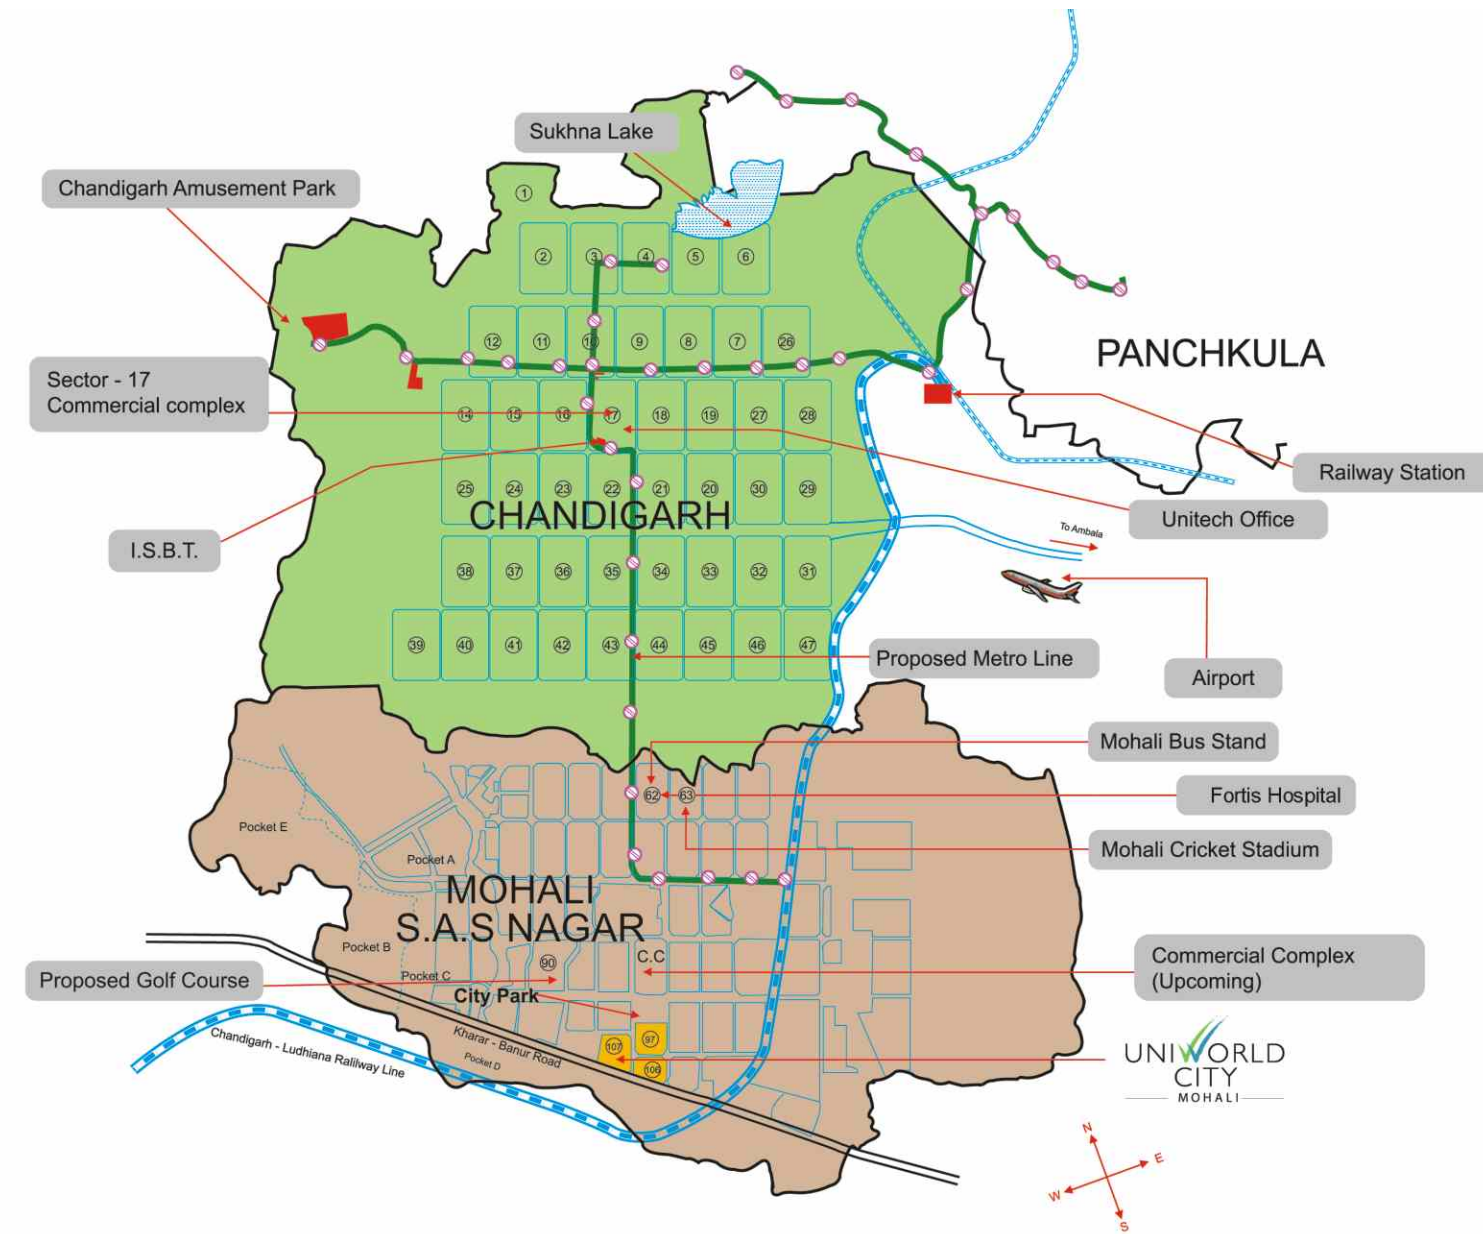 Sukhna Lake
Chandigarh Amusement Park
1
2
3
4
5
6
12
11
10
9
8
7
26
PANCHKULA
Sector - 17
Commercial complex
14
15
16
17
18
19
27
28
Railway Station
25
24
23
22
21
20
30
29
CHANDIGARH
Unitech Office
To Ambala
I.S.B.T.
38
37
36
35
34
33
32
31
39
40
41
42
43
44
45
46
47
Proposed Metro Line
Airport
Mohali Bus Stand
62
63
Fortis Hospital
Pocket E
Mohali Cricket Stadium
Pocket A
MOHALI
S.A.S NAGAR
Pocket B
C.C
Commercial Complex
(Upcoming)
90
Pocket C
Proposed Golf Course
City Park
Kharar - Banur Road
Chandigarh - Ludhiana Ralilway Line
Pocket D
97
107
106
UNIWORLD
CITY
MOHALI
N
E
W
S